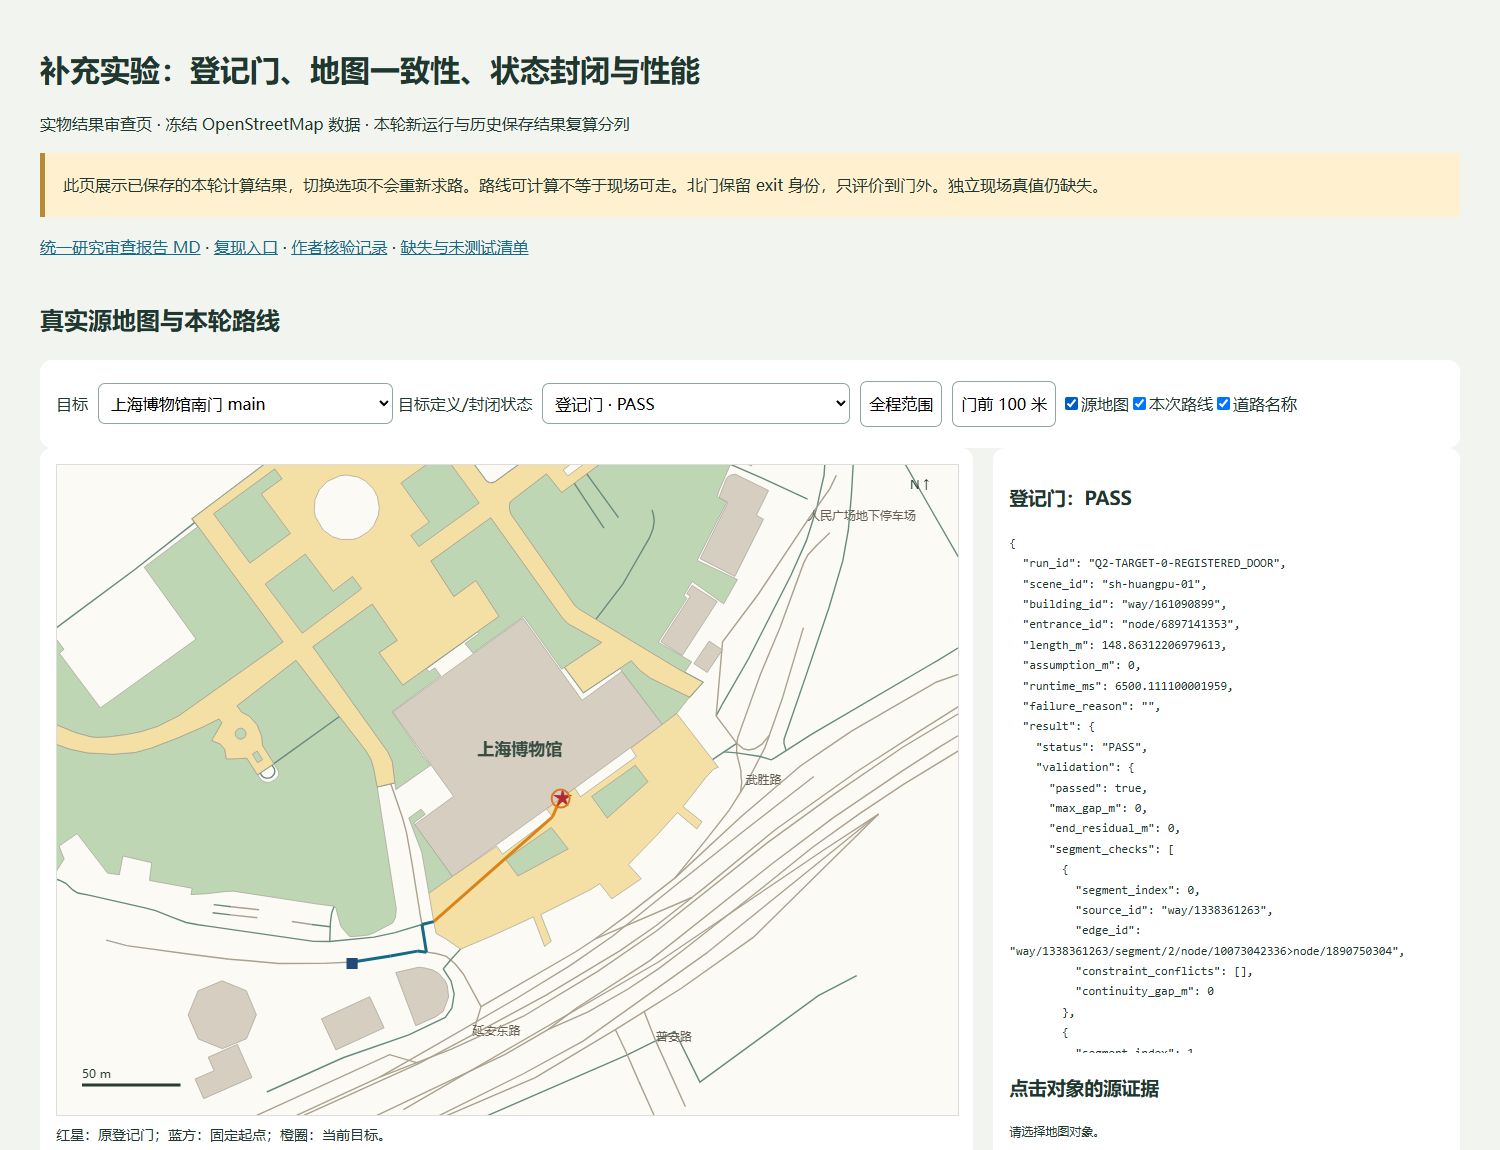 补充实验：登记门、地图一致性、状态封闭与性能
实物结果审查页 · 冻结 OpenStreetMap 数据 · 本轮新运行与历史保存结果复算分列
此页展示已保存的本轮计算结果，切换选项不会重新求路。路线可计算不等于现场可走。北门保留 exit 身份，只评价到门外。独立现场真值仍缺失。
统一研究审查报告 MD · 复现入口 · 作者核验记录 · 缺失与未测试清单
真实源地图与本轮路线
目标 上海博物馆南门 main 目标定义/封闭状态 登记门 · PASS 全程范围 门前 100 米 源地图 本次路线 道路名称
N↑
人民广场地下停车场
上海博物馆
武胜路
延安东路
普安路
50 m
红星：原登记门；蓝方：固定起点；橙圈：当前目标。
登记门：PASS
{
"run_id": "Q2-TARGET-0-REGISTERED_DOOR",
"scene_id": "sh-huangpu-01",
"building_id": "way/161090899",
"entrance_id": "node/6897141353",
"length_m": 148.86312206979613,
"assumption_m": 0,
"runtime_ms": 6500.111100001959,
"failure_reason": "",
"result": {
"status": "PASS",
"validation": {
"passed": true,
"max_gap_m": 0,
"end_residual_m": 0,
"segment_checks": [
{
"segment_index": 0,
"source_id": "way/1338361263",
"edge_id":
"way/1338361263/segment/2/node/10073042336>node/1890750304",
"constraint_conflicts": [],
"continuity_gap_m": 0
},
{
"segment_index": 1
点击对象的源证据
请选择地图对象。